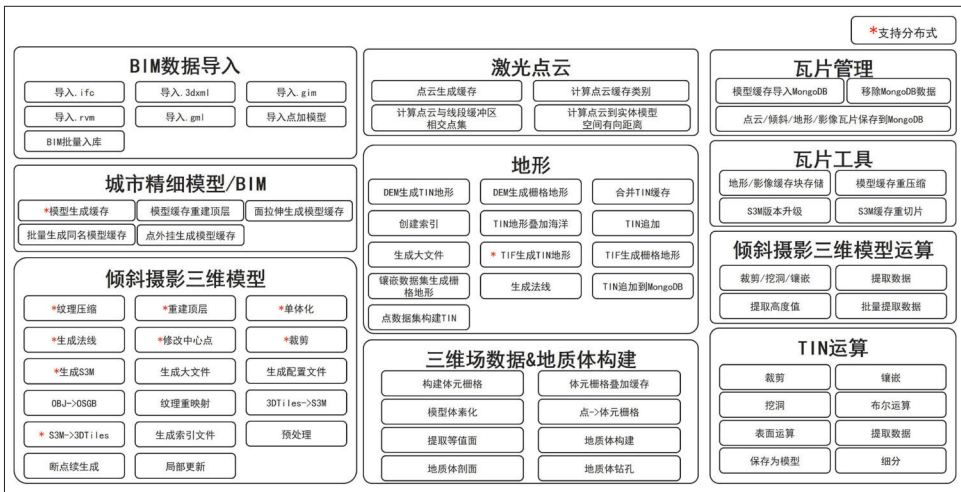 *支持分布式
BIM数据导入
导入.ifc
导入.3dxml
导入.gim
导入.rvm
导入.gml
导入点加模型
BIM批量入库
城市精细模型/BIM
*模型生成缓存
模型缓存重建顶层
面拉伸生成模型缓存
批量生成同名模型缓存
点外挂生成模型缓存
倾斜摄影三维模型
*纹理压缩
*重建顶层
*单体化
*生成法线
*修改中心点
*裁剪
*生成S3M
生成大文件
生成配置文件
OBJ->OSGB
纹理重映射
3DTiles->S3M
* S3M->3DTiles
生成索引文件
预处理
断点续生成
局部更新
激光点云
点云生成缓存
计算点云缓存类别
计算点云与线段缓冲区
相交点集
计算点云到实体模型
空间有向距离
地形
DEM生成TIN地形
DEM生成栅格地形
合并TIN缓存
创建索引
TIN地形叠加海洋
TIN追加
生成大文件
* TIF生成TIN地形
TIF生成栅格地形
镶嵌数据集生成栅
格地形
生成法线
TIN追加到MongoDB
点数据集构建TIN
三维场数据&地质体构建
构建体元栅格
体元栅格叠加缓存
模型体素化
点->体元栅格
提取等值面
地质体构建
地质体剖面
地质体钻孔
瓦片管理
模型缓存导入MongoDB
移除MongoDB数据
点云/倾斜/地形/影像瓦片保存到MongoDB
瓦片工具
地形/影像缓存块存储
模型缓存重压缩
S3M版本升级
S3M缓存重切片
倾斜摄影三维模型运算
裁剪/挖洞/镶嵌
提取数据
提取高度值
批量提取数据
TIN运算
裁剪
镶嵌
挖洞
布尔运算
表面运算
提取数据
保存为模型
细分